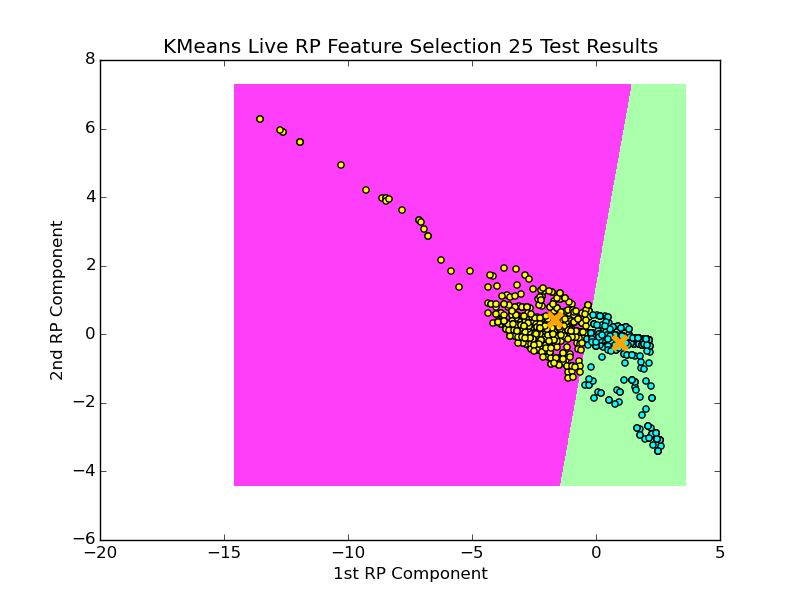 KMeans Live RP Feature Selection 25 Test Results
8
6
4
2
0
−2
−4
−6
2nd RP Component
−20 −15 −10 −5 0 5
1st RP Component